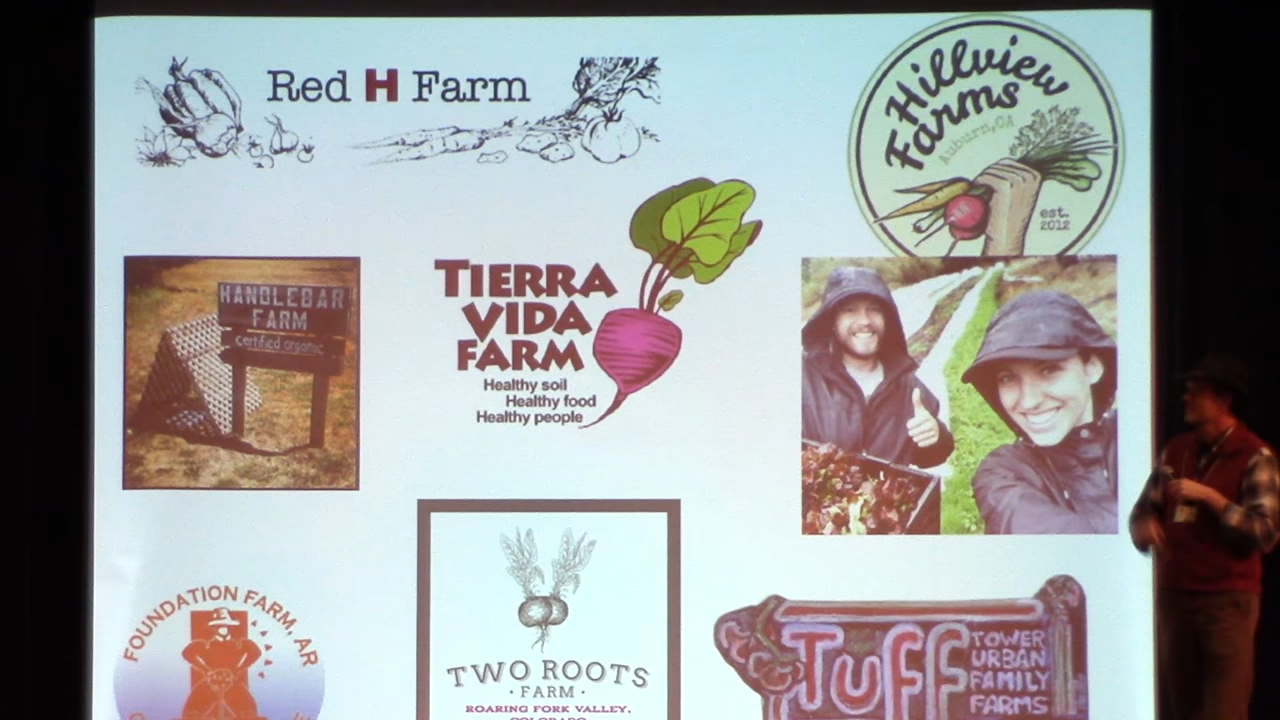 Red H Farm
Hillview
Farms
Auburn, CA
est.
2012
HANDLEBAR
FARM
certified organic
TIERRA
VIDA
FARM
Healthy soil
Healthy food
Healthy people
FOUNDATION FARM, AR
TWO ROOTS
· FARM ·
ROARING FORK VALLEY,
COLORADO
TUFF
TOWER
URBAN
FAMILY
FARMS